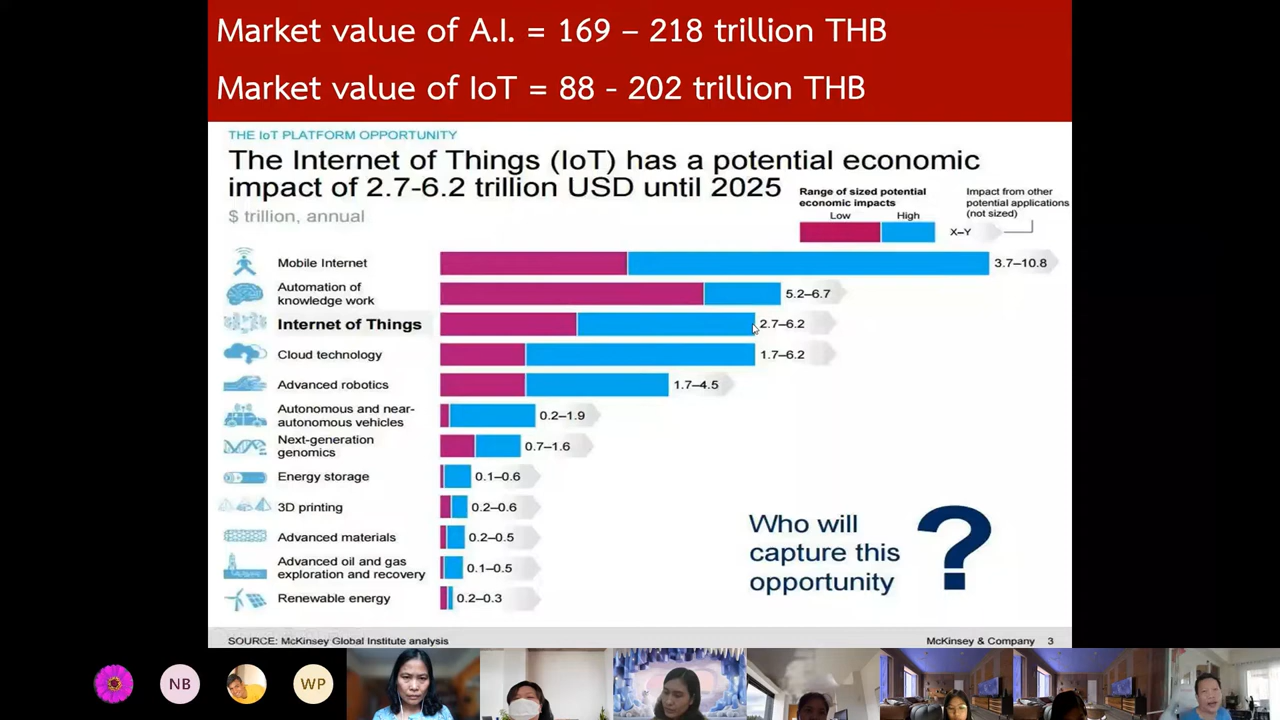 Market value of A.I. = 169 – 218 trillion THB
Market value of IoT = 88 - 202 trillion THB
THE IoT PLATFORM OPPORTUNITY
The Internet of Things (IoT) has a potential economic
impact of 2.7-6.2 trillion USD until 2025
$ trillion, annual
Range of sized potential
economic impacts
Low High
Impact from other
potential applications
(not sized)
X–Y
Mobile Internet 3.7–10.8
Automation of
knowledge work 5.2–6.7
Internet of Things 2.7–6.2
Cloud technology 1.7–6.2
Advanced robotics 1.7–4.5
Autonomous and near-
autonomous vehicles 0.2–1.9
Next-generation
genomics 0.7–1.6
Energy storage 0.1–0.6
3D printing 0.2–0.6
Advanced materials 0.2–0.5
Advanced oil and gas
exploration and recovery 0.1–0.5
Renewable energy 0.2–0.3
Who will
capture this
opportunity
?
SOURCE: McKinsey Global Institute analysis
McKinsey & Company 3
NB
WP